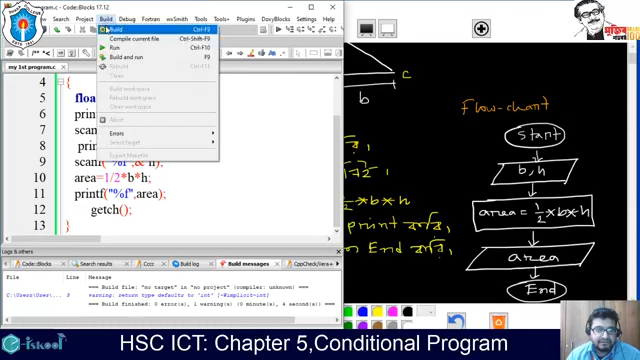 program.c - Code::Blocks 17.12
Search Project Build Debug Fortran wxSmith Tools Tools+ Plugins DoxyBlocks Settings Help
Build Ctrl-F9
Compile current file Ctrl-Shift-F9
Run Ctrl-F10
Build and run F9
Rebuild Ctrl-F11
Clean
Build workspace
Rebuild workspace
Clean workspace
Abort
Errors
Select target
Export Makefile
my 1st program.c
4 {
5 float
6
7
8
9 scanf("%f",& h);
10 area=1/2*b*h;
11 printf("%f",area);
12 getch();
13 }
Logs & others
Code::Blocks Search results Cccc Build log Build messages CppCheck/Vera+
File Line Message
=== Build file: "no target" in "no project" (compiler: unknown) ===
C:\Users\User... 3 warning: return type defaults to 'int' [-Wimplicit-int]
=== Build finished: 0 error(s), 1 warning(s) (0 minute(s), 4 second(s)) ===
c
b
Flow-chart
Start
b, h
area = 1/2 * b * h
area
End
print
End
মুজিব
e-iskool
HSC ICT: Chapter 5,Conditional Program